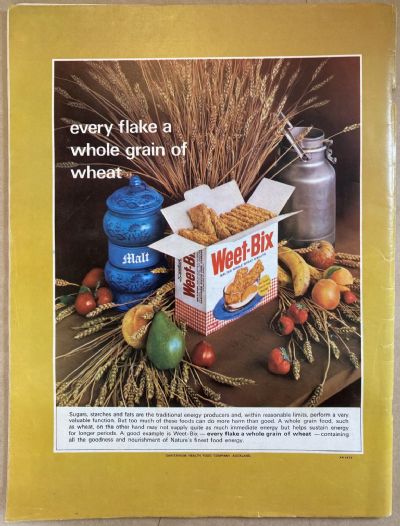 every flake a
whole grain of
wheat
Malt
Weet-Bix
Weet-Bix
Sugars, starches and fats are the traditional energy producers and, within reasonable limits, perform a very
valuable function. But too much of these foods can do more harm than good. A whole grain food, such
as wheat, on the other hand may not supply quite as much immediate energy but helps sustain energy
for longer periods. A good example is Weet-Bix — every flake a whole grain of wheat — containing
all the goodness and nourishment of Nature's finest food energy.
SANITARIUM HEALTH FOOD COMPANY, AUCKLAND.